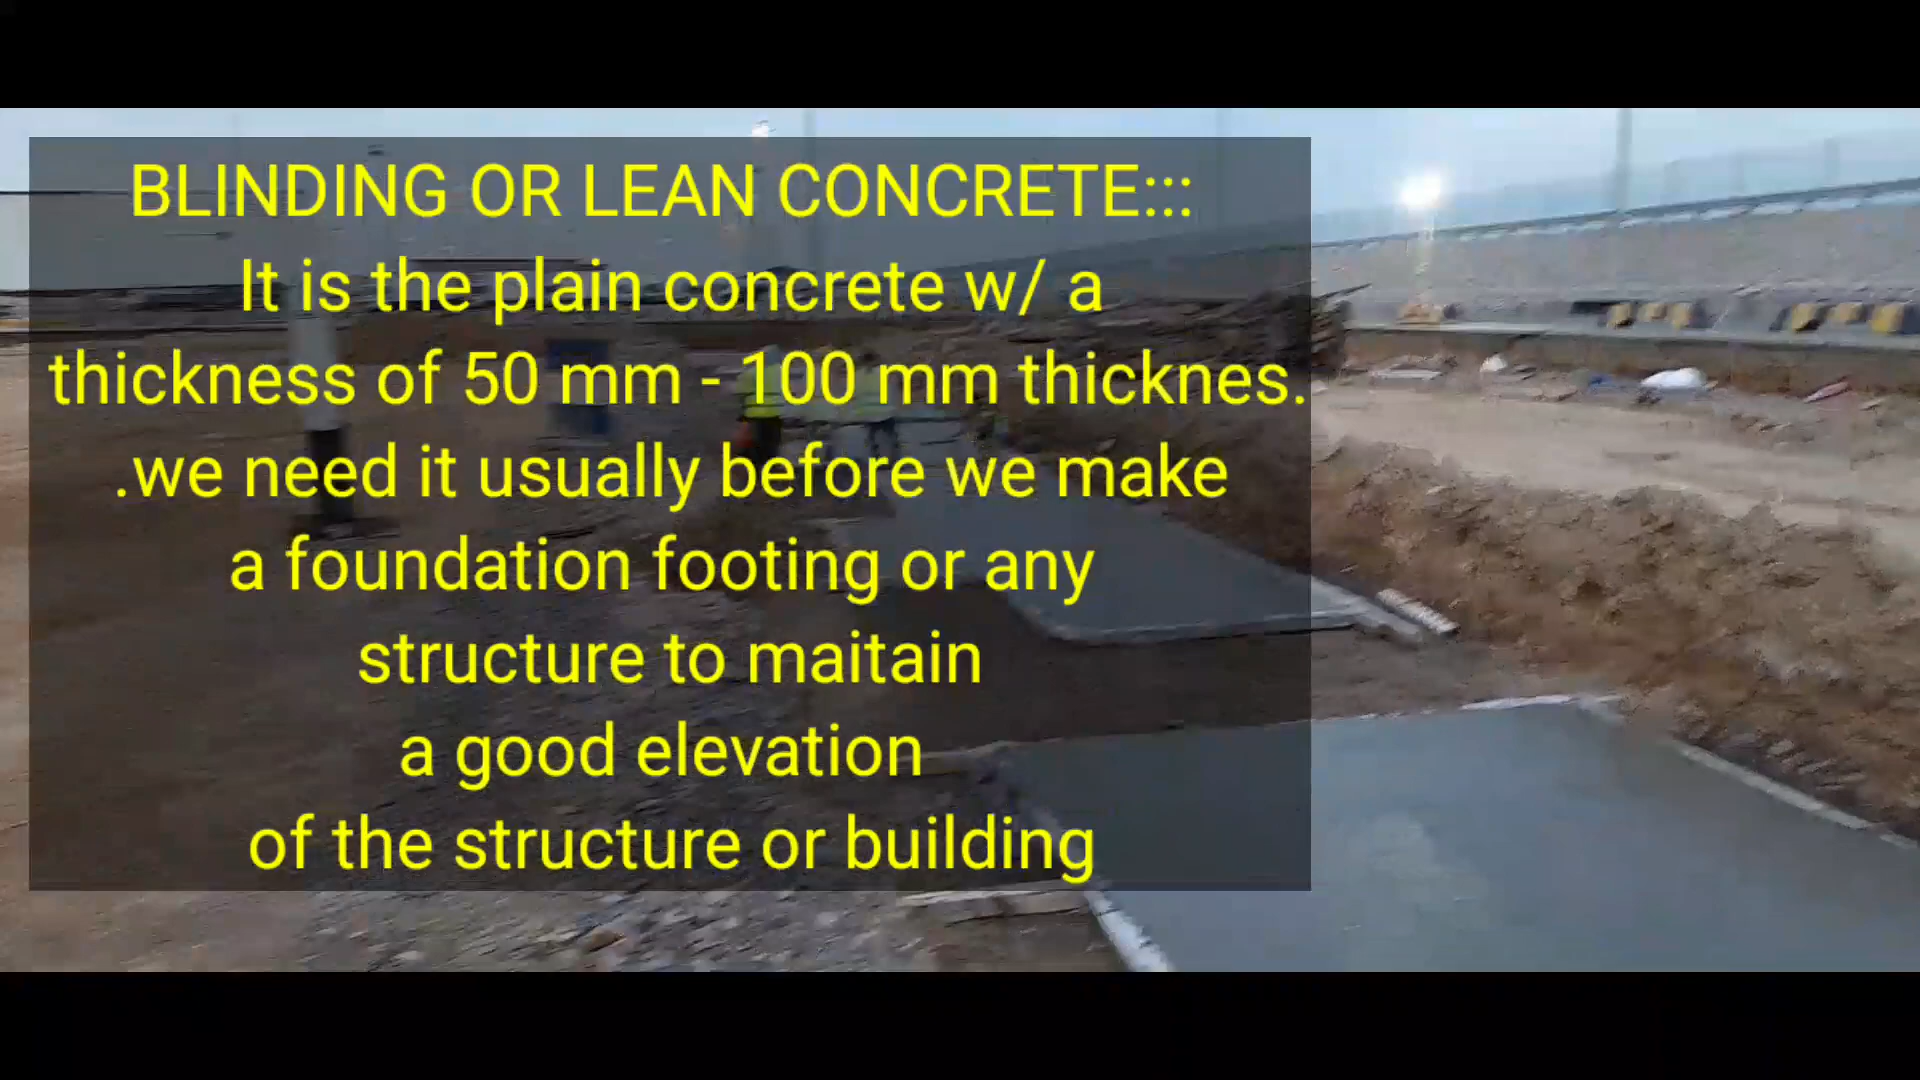 BLINDING OR LEAN CONCRETE:::
It is the plain concrete w/ a
thickness of 50 mm - 100 mm thicknes.
.we need it usually before we make
a foundation footing or any
structure to maitain
a good elevation
of the structure or building